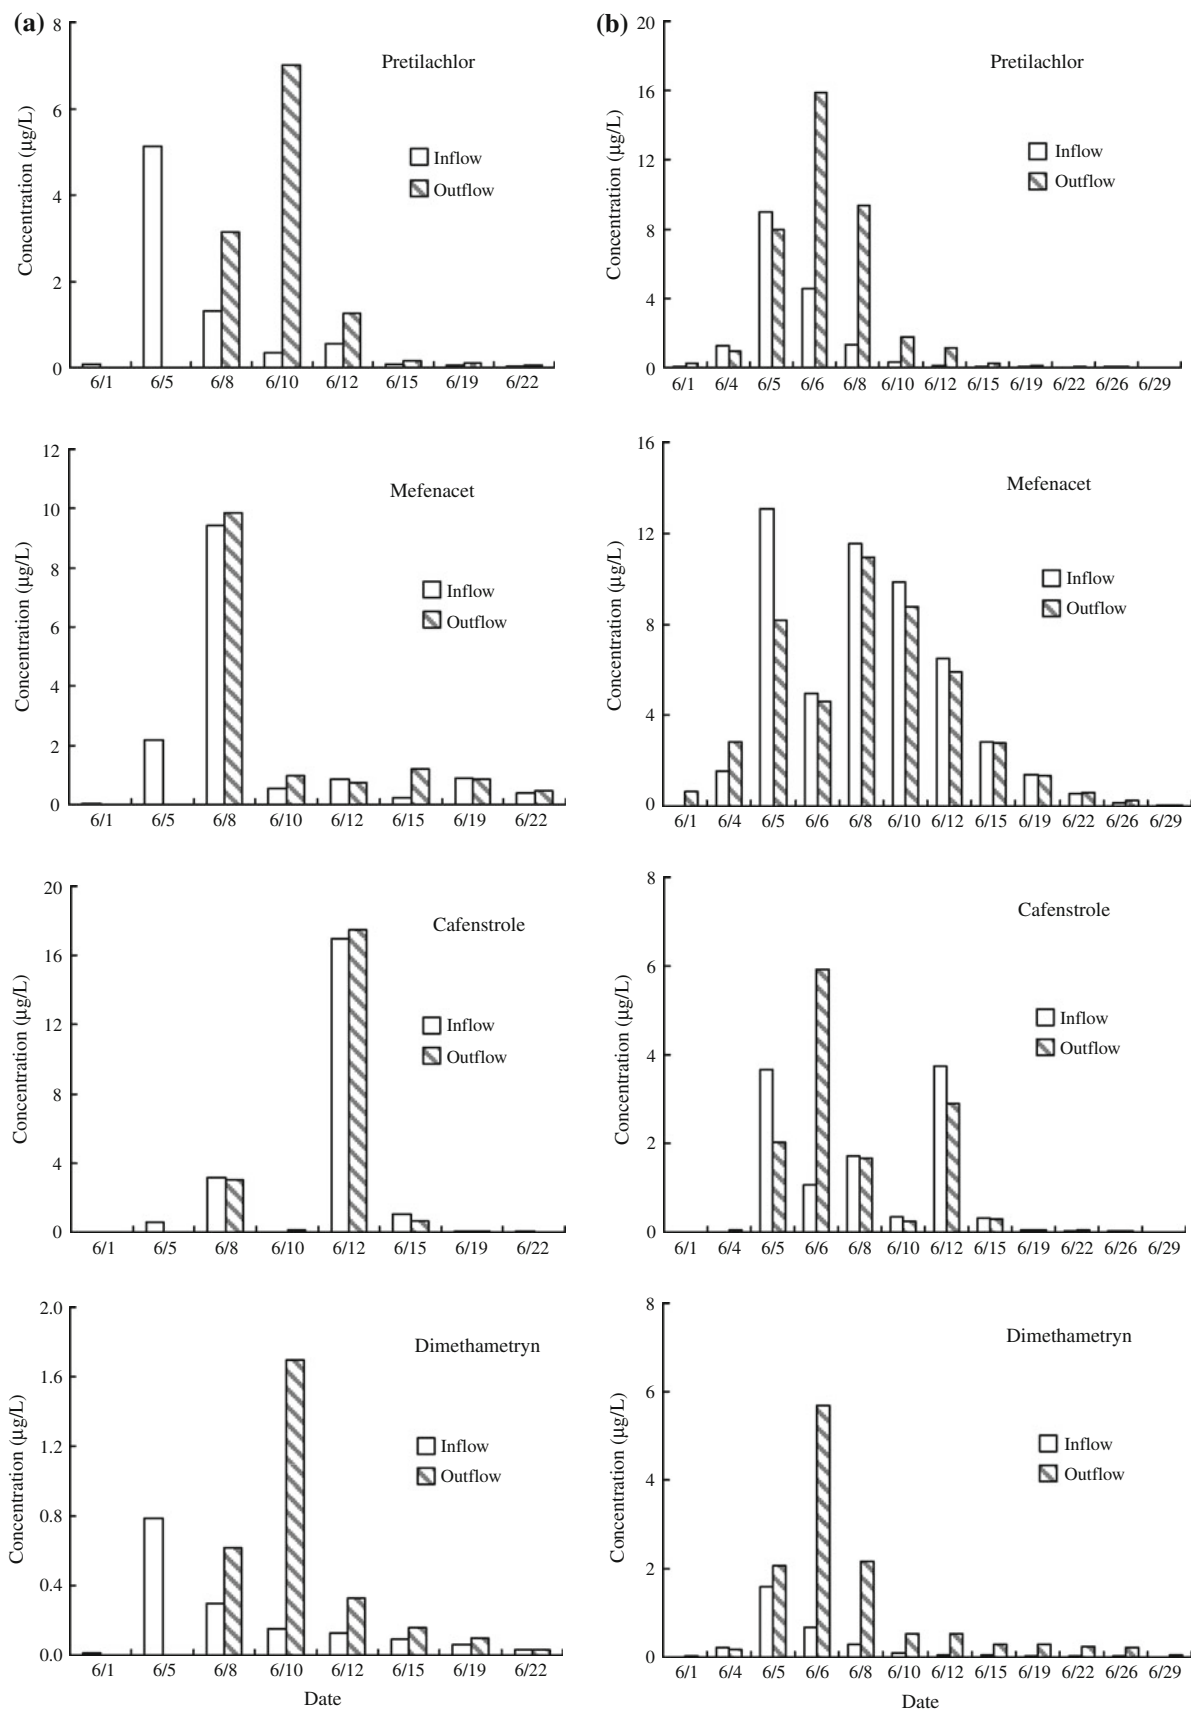 (a)
8
6
4
2
0
Concentration (µg/L)
Pretilachlor
Inflow
Outflow
6/1 6/5 6/8 6/10 6/12 6/15 6/19 6/22
(b)
20
16
12
8
4
0
Concentration (µg/L)
Pretilachlor
Inflow
Outflow
6/1 6/4 6/5 6/6 6/8 6/10 6/12 6/15 6/19 6/22 6/26 6/29
12
10
8
6
4
2
0
Concentration (µg/L)
Mefenacet
Inflow
Outflow
6/1 6/5 6/8 6/10 6/12 6/15 6/19 6/22
16
12
8
4
0
Concentration (µg/L)
Mefenacet
Inflow
Outflow
6/1 6/4 6/5 6/6 6/8 6/10 6/12 6/15 6/19 6/22 6/26 6/29
20
16
12
8
4
0
Concentration (µg/L)
Cafenstrole
Inflow
Outflow
6/1 6/5 6/8 6/10 6/12 6/15 6/19 6/22
8
6
4
2
0
Concentration (µg/L)
Cafenstrole
Inflow
Outflow
6/1 6/4 6/5 6/6 6/8 6/10 6/12 6/15 6/19 6/22 6/26 6/29
2.0
1.6
1.2
0.8
0.4
0.0
Concentration (µg/L)
Dimethametryn
Inflow
Outflow
6/1 6/5 6/8 6/10 6/12 6/15 6/19 6/22
Date
8
6
4
2
0
Concentration (µg/L)
Dimethametryn
Inflow
Outflow
6/1 6/4 6/5 6/6 6/8 6/10 6/12 6/15 6/19 6/22 6/26 6/29
Date